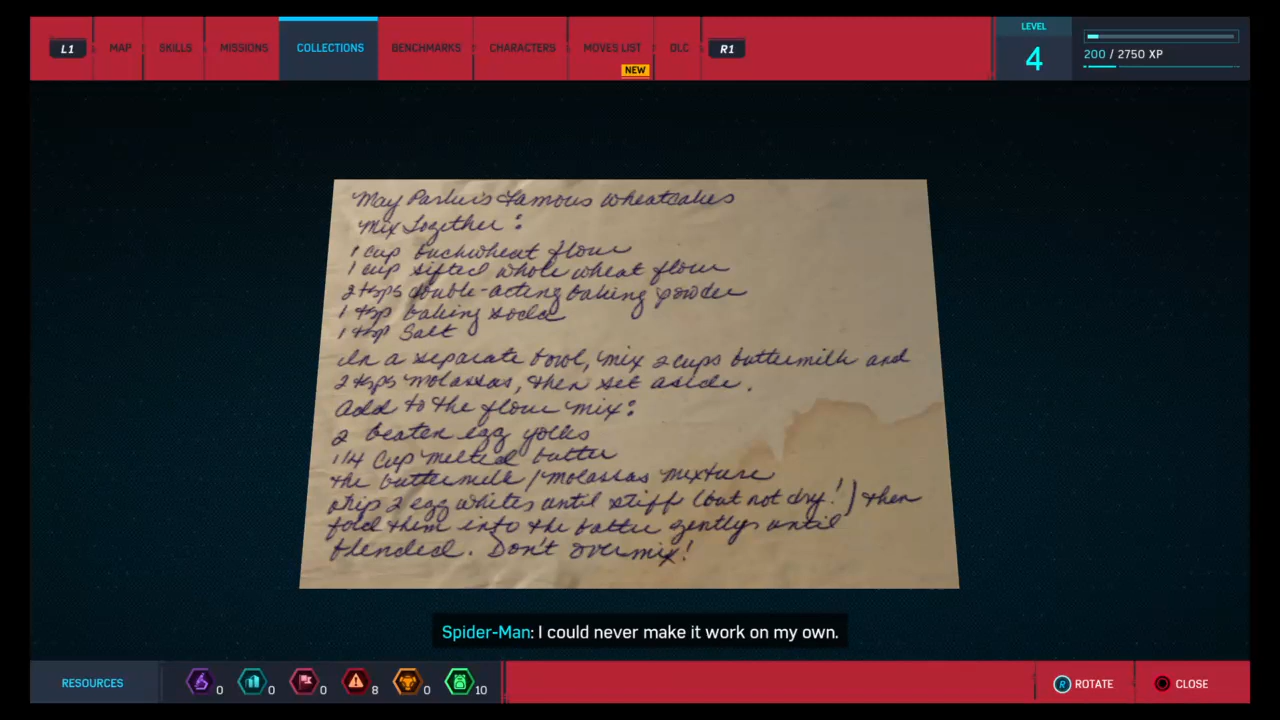 L1
MAP
SKILLS
MISSIONS
COLLECTIONS
BENCHMARKS
CHARACTERS
MOVES LIST
NEW
DLC
R1
LEVEL
4
200 / 2750 XP
May Parker's Famous Wheatcakes
Mix Together:
1 cup buckwheat flour
1 cup sifted whole wheat flour
2 tsps double-acting baking powder
1 tsp baking soda
1 tsp Salt
In a separate bowl, mix 2 cups buttermilk and
2 tsps molassas, then set aside.
Add to the flour mix:
2 beaten egg yolks
1/4 Cup melted butter
the buttermilk / molassas mixture
whip 2 egg whites until stiff (but not dry!) then
fold them into the batter gently until
blended. Don't overmix!
Spider-Man: I could never make it work on my own.
RESOURCES
0
0
0
8
0
10
R ROTATE
CLOSE